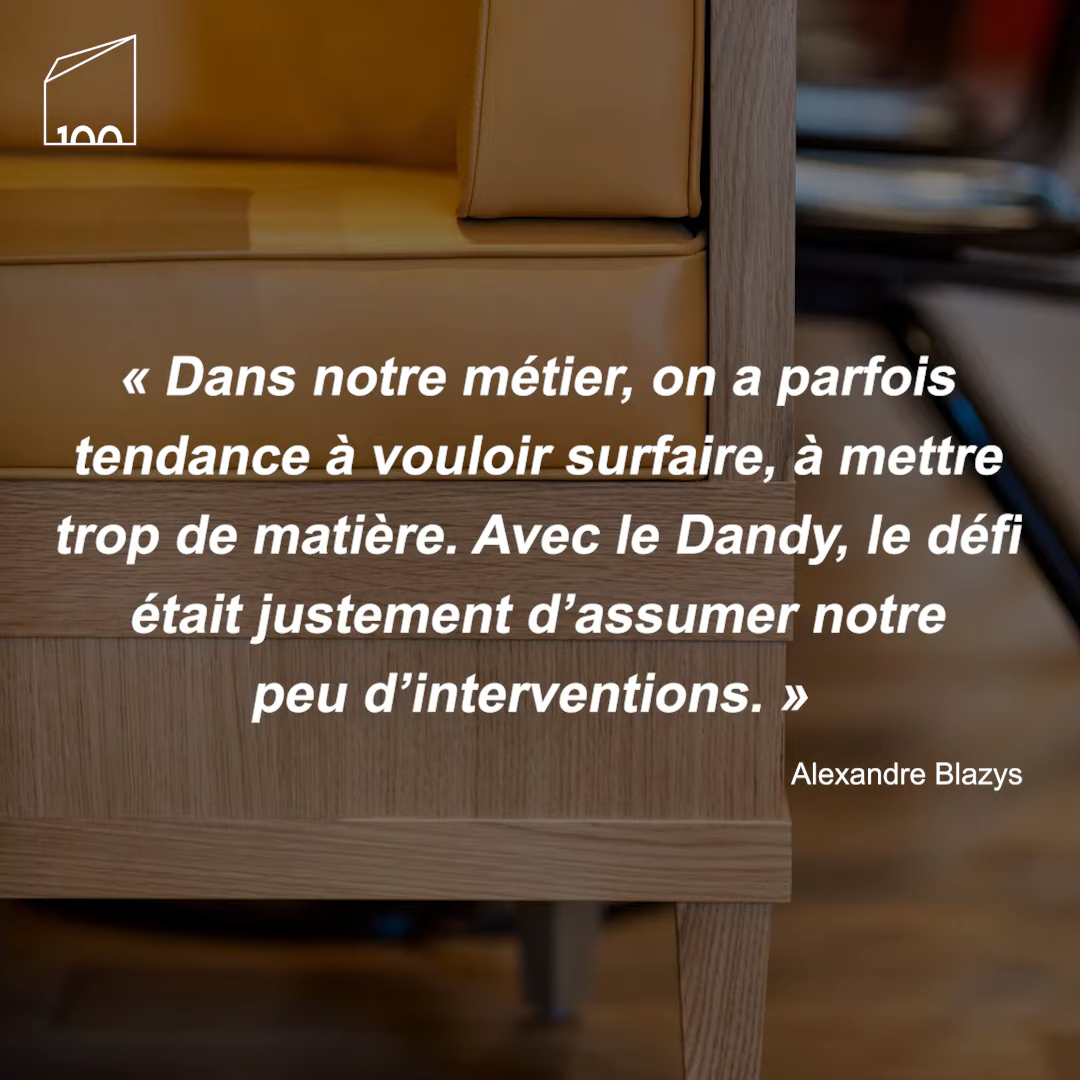 100
« Dans notre métier, on a parfois
tendance à vouloir surfaire, à mettre
trop de matière. Avec le Dandy, le défi
était justement d’assumer notre
peu d’interventions. »
Alexandre Blazys